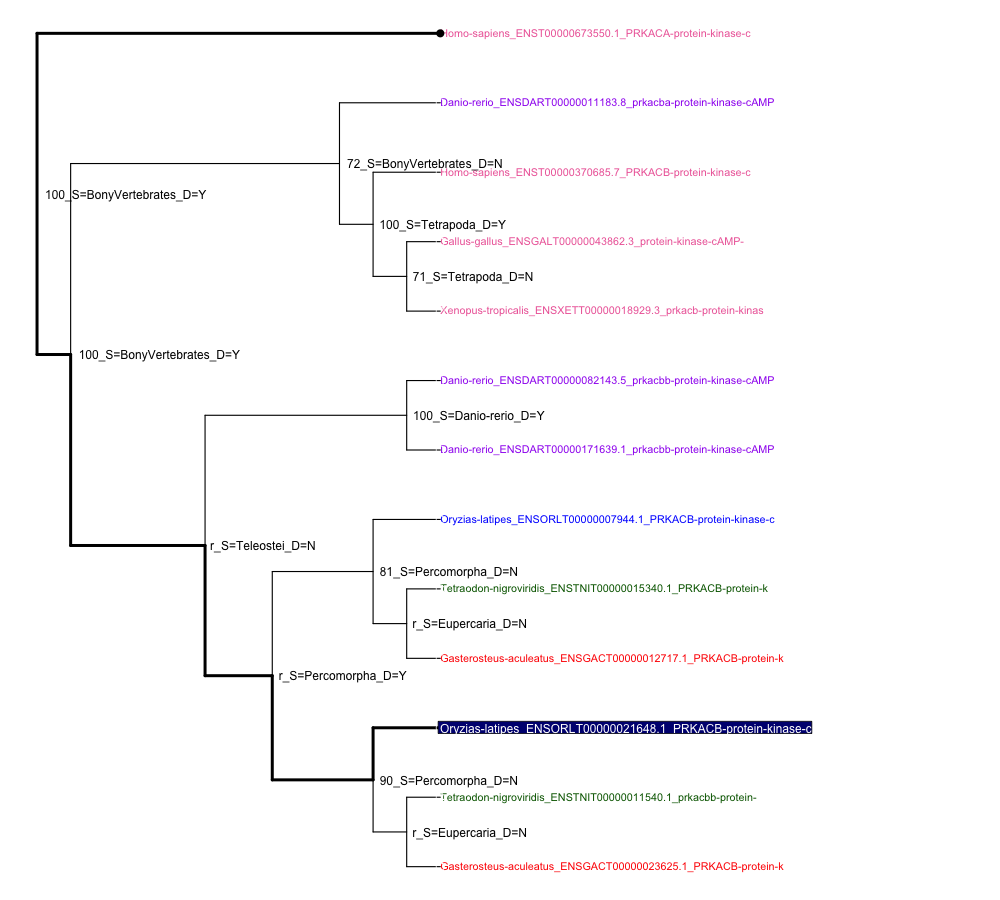 Homo-sapiens_ENST00000673550.1_PRKACA-protein-kinase-c
Danio-rerio_ENSDART00000011183.8_prkacba-protein-kinase-cAMP
72_S=BonyVertebrates_D=N
Homo-sapiens_ENST00000370685.7_PRKACB-protein-kinase-c
100_S=BonyVertebrates_D=Y
100_S=Tetrapoda_D=Y
Gallus-gallus_ENSGALT00000043862.3_protein-kinase-cAMP-
71_S=Tetrapoda_D=N
Xenopus-tropicalis_ENSXETT00000018929.3_prkacb-protein-kinas
100_S=BonyVertebrates_D=Y
Danio-rerio_ENSDART00000082143.5_prkacbb-protein-kinase-cAMP
100_S=Danio-rerio_D=Y
Danio-rerio_ENSDART00000171639.1_prkacbb-protein-kinase-cAMP
Oryzias-latipes_ENSORLT00000007944.1_PRKACB-protein-kinase-c
r_S=Teleostei_D=N
81_S=Percomorpha_D=N
Tetraodon-nigroviridis_ENSTNIT00000015340.1_PRKACB-protein-k
r_S=Eupercaria_D=N
Gasterosteus-aculeatus_ENSGACT00000012717.1_PRKACB-protein-k
r_S=Percomorpha_D=Y
Oryzias-latipes_ENSORLT00000021648.1_PRKACB-protein-kinase-c
90_S=Percomorpha_D=N
Tetraodon-nigroviridis_ENSTNIT00000011540.1_prkacbb-protein-
r_S=Eupercaria_D=N
Gasterosteus-aculeatus_ENSGACT00000023625.1_PRKACB-protein-k